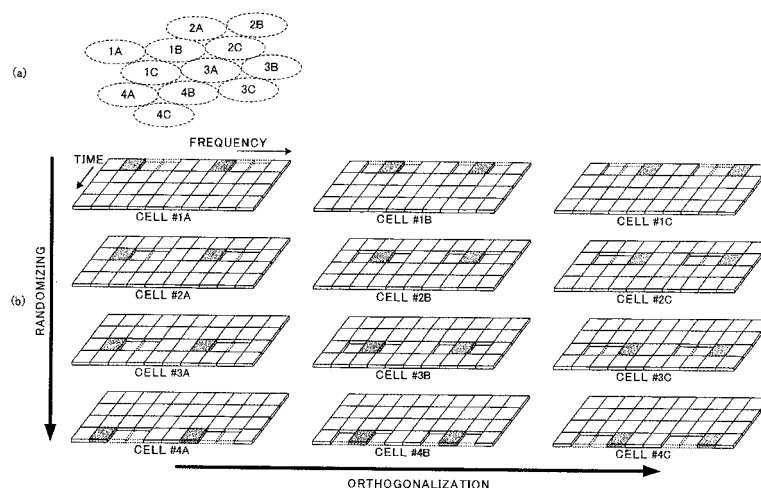 (a)
2A 2B
1A 1B 2C
1C 3A 3B
4A 4B 3C
4C
FREQUENCY
TIME
CELL #1A CELL #1B CELL #1C
(b)
RANDOMIZING
CELL #2A CELL #2B CELL #2C
CELL #3A CELL #3B CELL #3C
CELL #4A CELL #4B CELL #4C
ORTHOGONALIZATION